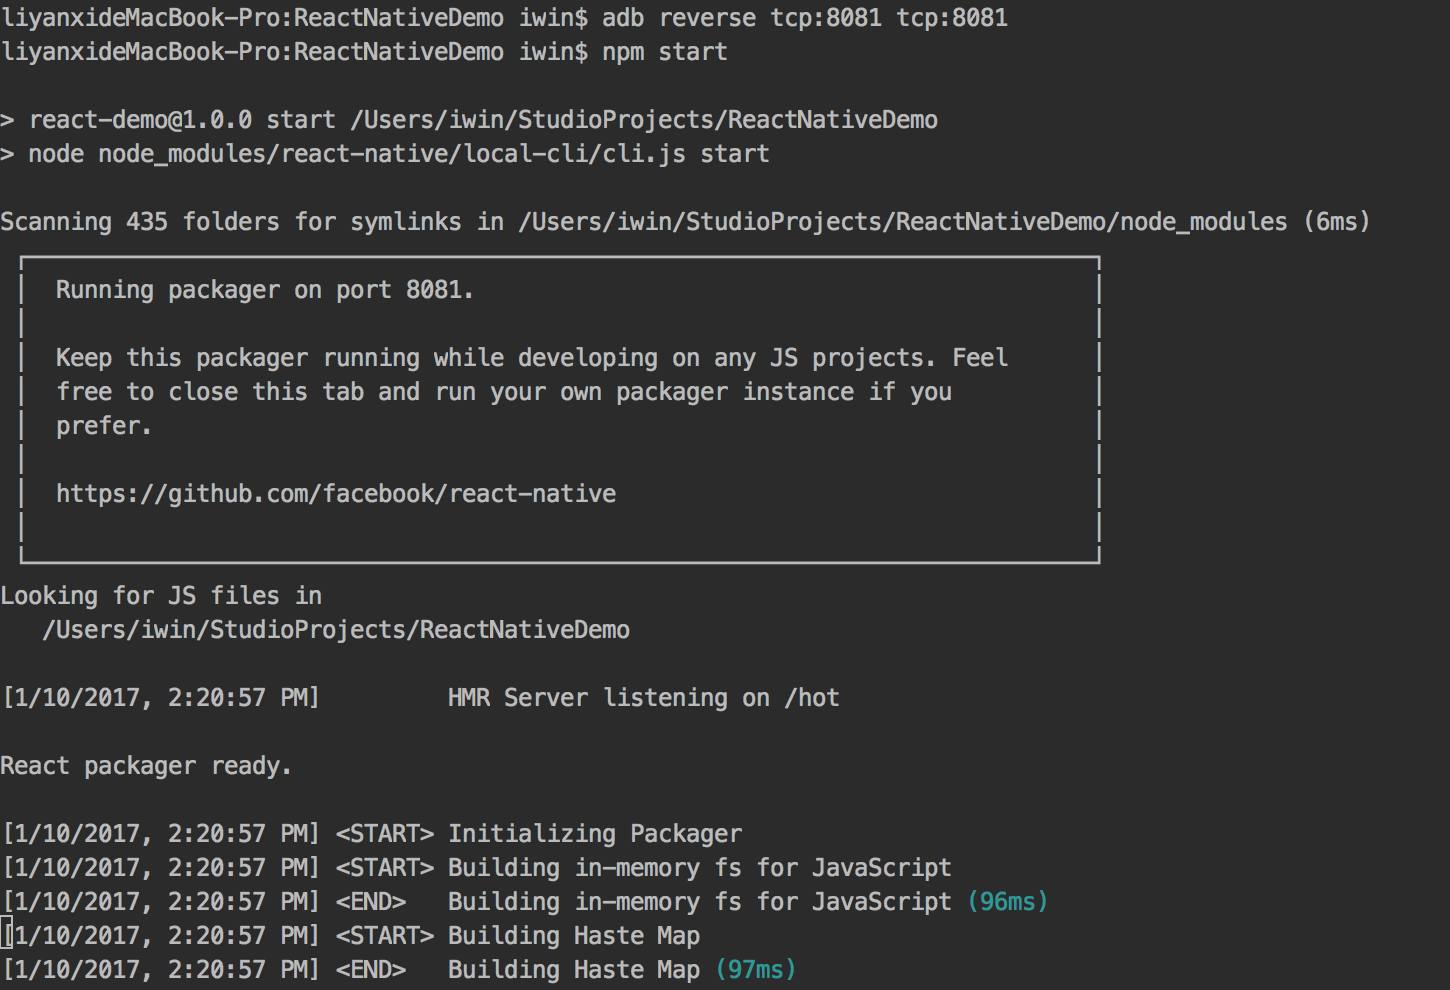 liyanxideMacBook-Pro:ReactNativeDemo iwin$ adb reverse tcp:8081 tcp:8081
liyanxideMacBook-Pro:ReactNativeDemo iwin$ npm start
> react-demo@1.0.0 start /Users/iwin/StudioProjects/ReactNativeDemo
> node node_modules/react-native/local-cli/cli.js start
Scanning 435 folders for symlinks in /Users/iwin/StudioProjects/ReactNativeDemo/node_modules (6ms)
Running packager on port 8081.
Keep this packager running while developing on any JS projects. Feel
free to close this tab and run your own packager instance if you
prefer.
https://github.com/facebook/react-native
Looking for JS files in
/Users/iwin/StudioProjects/ReactNativeDemo
[1/10/2017, 2:20:57 PM] HMR Server listening on /hot
React packager ready.
[1/10/2017, 2:20:57 PM] <START> Initializing Packager
[1/10/2017, 2:20:57 PM] <START> Building in-memory fs for JavaScript
[1/10/2017, 2:20:57 PM] <END> Building in-memory fs for JavaScript (96ms)
[1/10/2017, 2:20:57 PM] <START> Building Haste Map
[1/10/2017, 2:20:57 PM] <END> Building Haste Map (97ms)